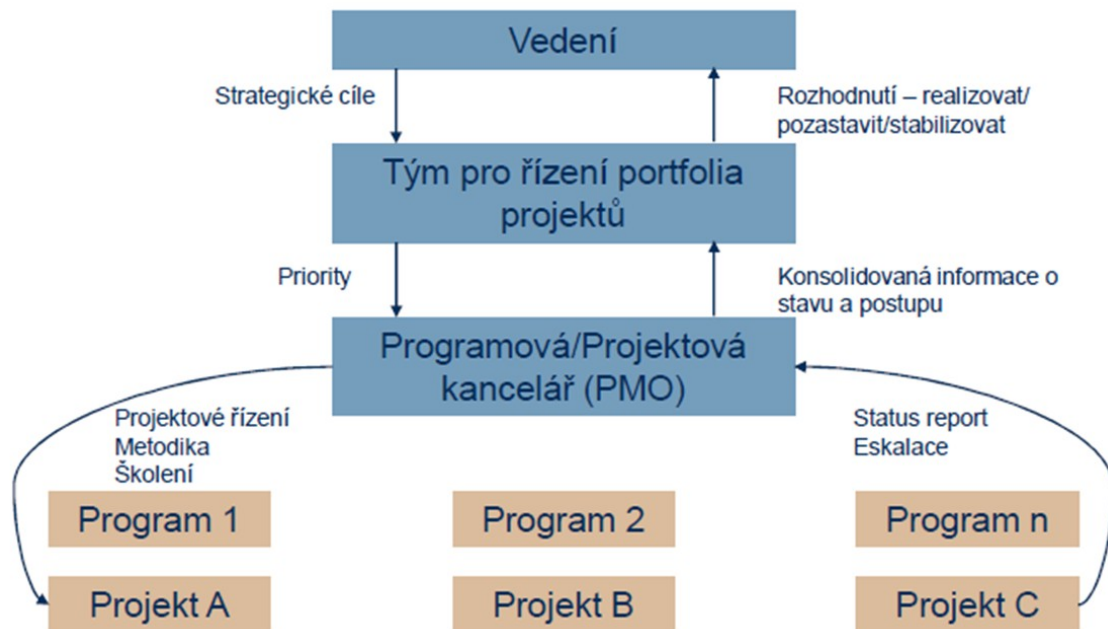 Vedení
Strategické cíle
Rozhodnutí – realizovat/
pozastavit/stabilizovat
Tým pro řízení portfolia
projektů
Priority
Konsolidovaná informace o
stavu a postupu
Programová/Projektová
kancelář (PMO)
Projektové řízení
Metodika
Školení
Status report
Eskalace
Program 1
Program 2
Program n
Projekt A
Projekt B
Projekt C